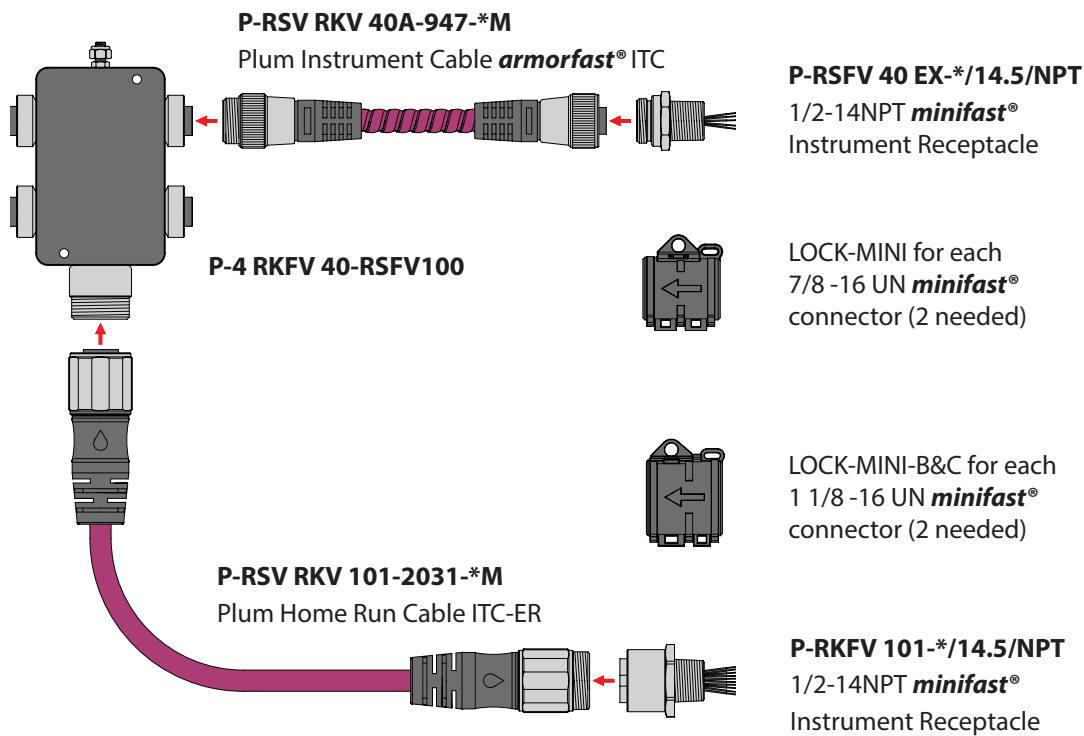 P-RSV RKV 40A-947-*M
Plum Instrument Cable armorfast® ITC
P-RSFV 40 EX-*/14.5/NPT
1/2-14NPT minifast®
Instrument Receptacle
P-4 RKFV 40-RSFV100
LOCK-MINI for each
7/8 -16 UN minifast®
connector (2 needed)
LOCK-MINI-B&C for each
1 1/8 -16 UN minifast®
connector (2 needed)
P-RSV RKV 101-2031-*M
Plum Home Run Cable ITC-ER
P-RKFV 101-*/14.5/NPT
1/2-14NPT minifast®
Instrument Receptacle